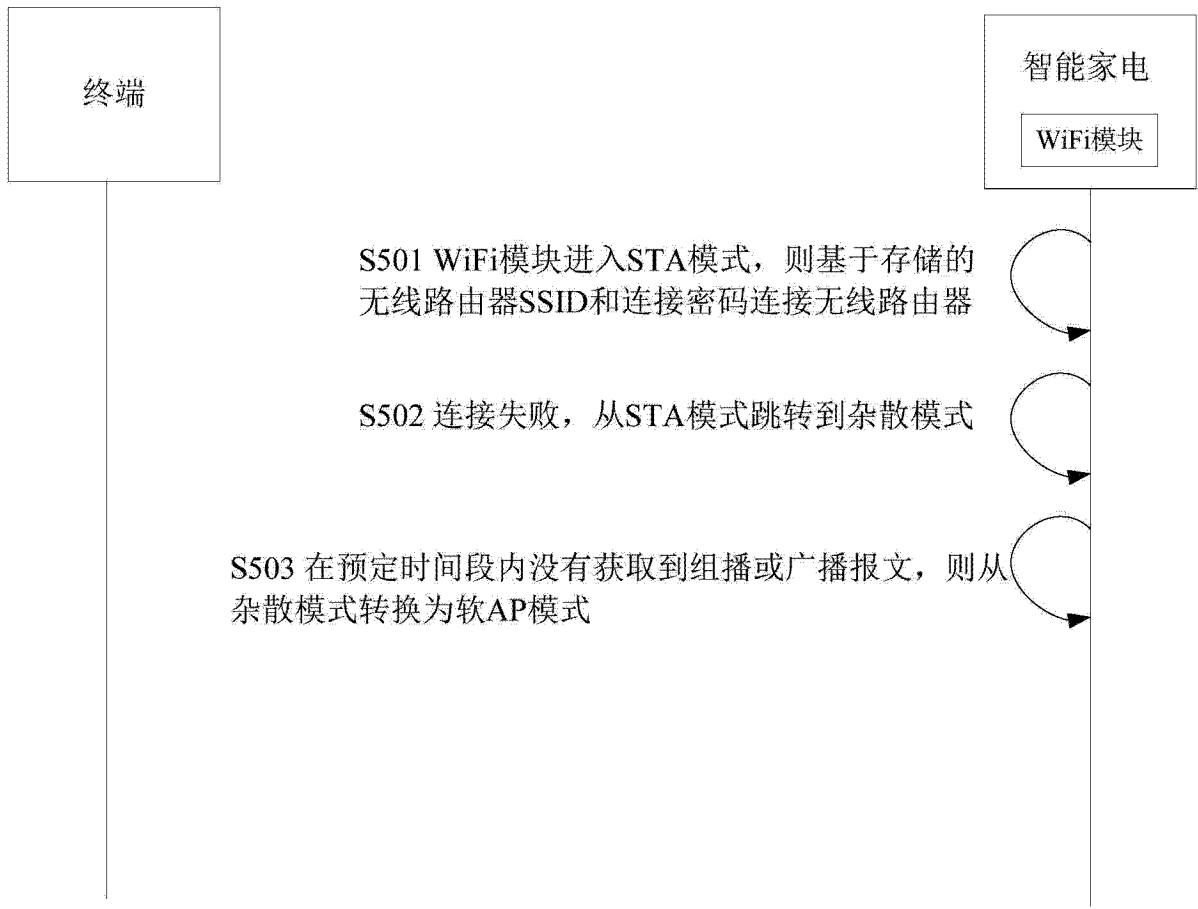 终端
智能家电
WiFi模块
S501 WiFi模块进入STA模式，则基于存储的
无线路由器SSID和连接密码连接无线路由器
S502 连接失败，从STA模式跳转到杂散模式
S503 在预定时间段内没有获取到组播或广播报文，则从
杂散模式转换为软AP模式